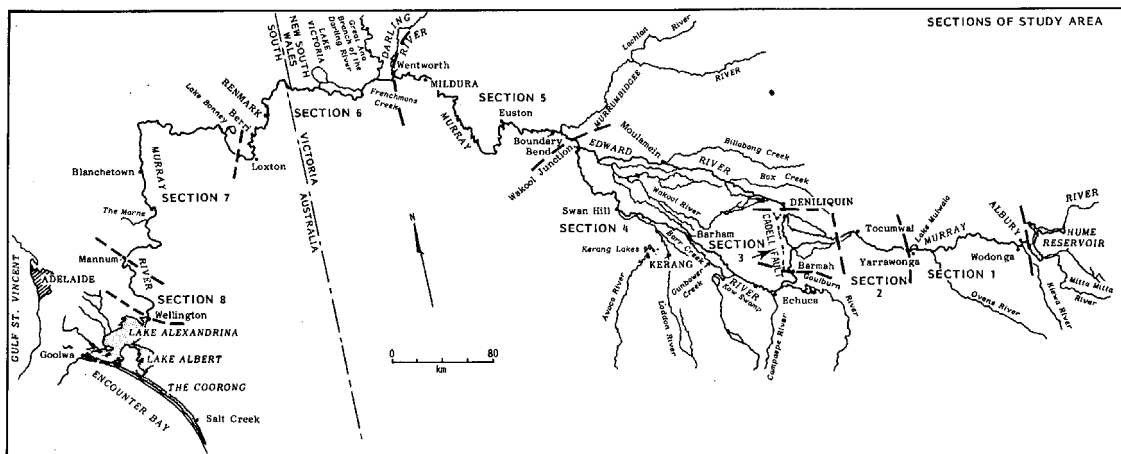 SECTIONS OF STUDY AREA
SOUTH
NEW SOUTH WALES
LAKE VICTORIA
Great Ana Branch of the Darling River
DARLING RIVER
Wentworth
MILDURA
Frenchmans Creek
SECTION 6
SECTION 5
Euston
MURRAY
Boundary Bend
Wakool Junction
MURRUMBIDGEE
RIVER
Lachlan River
RENMARK
Lake Bonney
Berri
Loxton
VICTORIA
AUSTRALIA
MURRAY
Blanchetown
SECTION 7
The Marne
Mannum
RIVER
SECTION 8
Wellington
ADELAIDE
GULF ST. VINCENT
LAKE ALEXANDRINA
Goolwa
LAKE ALBERT
THE COORONG
ENCOUNTER BAY
Salt Creek
N
0 80
km
EDWARD RIVER
Moulamein
Billabong Creek
Box Creek
Wakool River
DENILIQUIN
Swan Hill
SECTION 4
Barham
SECTION 3
CADELL FAULT
Barmah
Kerang Lakes
KERANG
Barr Creek
Gunbower Creek
RIVER
Kow Swamp
Echuca
Goulburn River
Avoca River
Loddon River
Campaspe River
Tocumwal
SECTION 2
Lake Mulwala
Yarrawonga
MURRAY
SECTION 1
Ovens River
ALBURY
Wodonga
RIVER
HUME RESERVOIR
Mitta Mitta River
Kiewa River